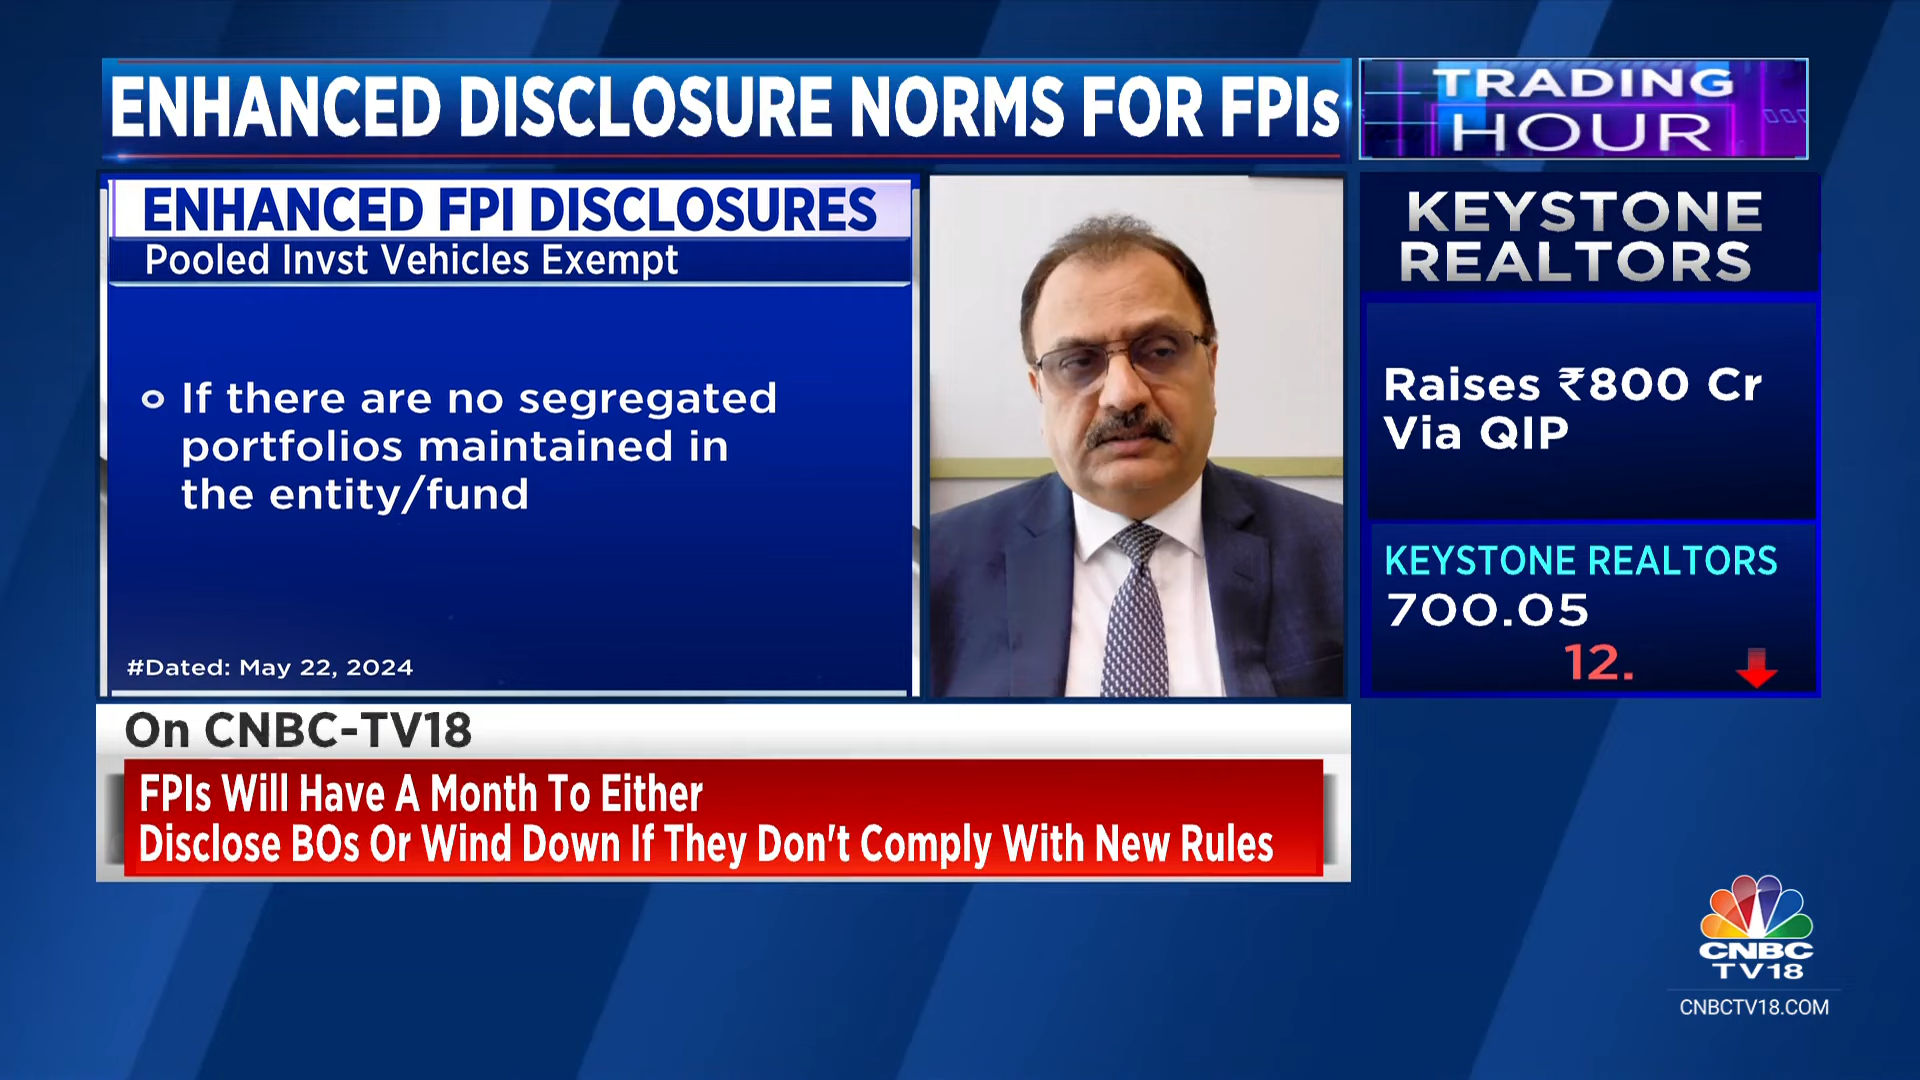 ENHANCED DISCLOSURE NORMS FOR FPIs
TRADING
HOUR
ENHANCED FPI DISCLOSURES
Pooled Invst Vehicles Exempt
If there are no segregated
portfolios maintained in
the entity/fund
#Dated: May 22, 2024
KEYSTONE
REALTORS
Raises ₹800 Cr
Via QIP
KEYSTONE REALTORS
700.05
12.
On CNBC-TV18
FPIs Will Have A Month To Either
Disclose BOs Or Wind Down If They Don't Comply With New Rules
CNBC
TV18
CNBCTV18.COM